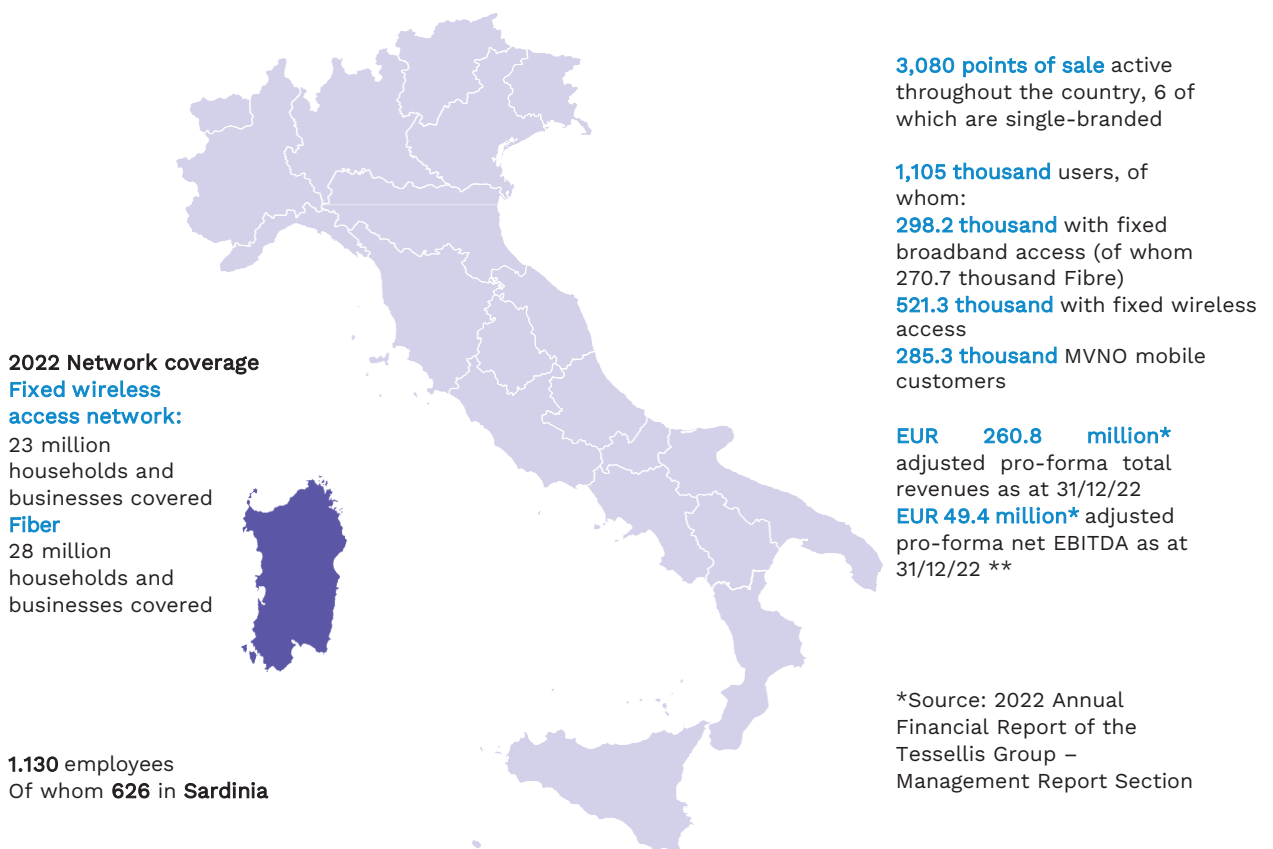 2022 Network coverage
Fixed wireless
access network:
23 million
households and
businesses covered
Fiber
28 million
households and
businesses covered
1.130 employees
Of whom 626 in Sardinia
3,080 points of sale active
throughout the country, 6 of
which are single-branded
1,105 thousand users, of
whom:
298.2 thousand with fixed
broadband access (of whom
270.7 thousand Fibre)
521.3 thousand with fixed wireless
access
285.3 thousand MVNO mobile
customers
EUR 260.8 million*
adjusted pro-forma total
revenues as at 31/12/22
EUR 49.4 million* adjusted
pro-forma net EBITDA as at
31/12/22 **
*Source: 2022 Annual
Financial Report of the
Tessellis Group –
Management Report Section